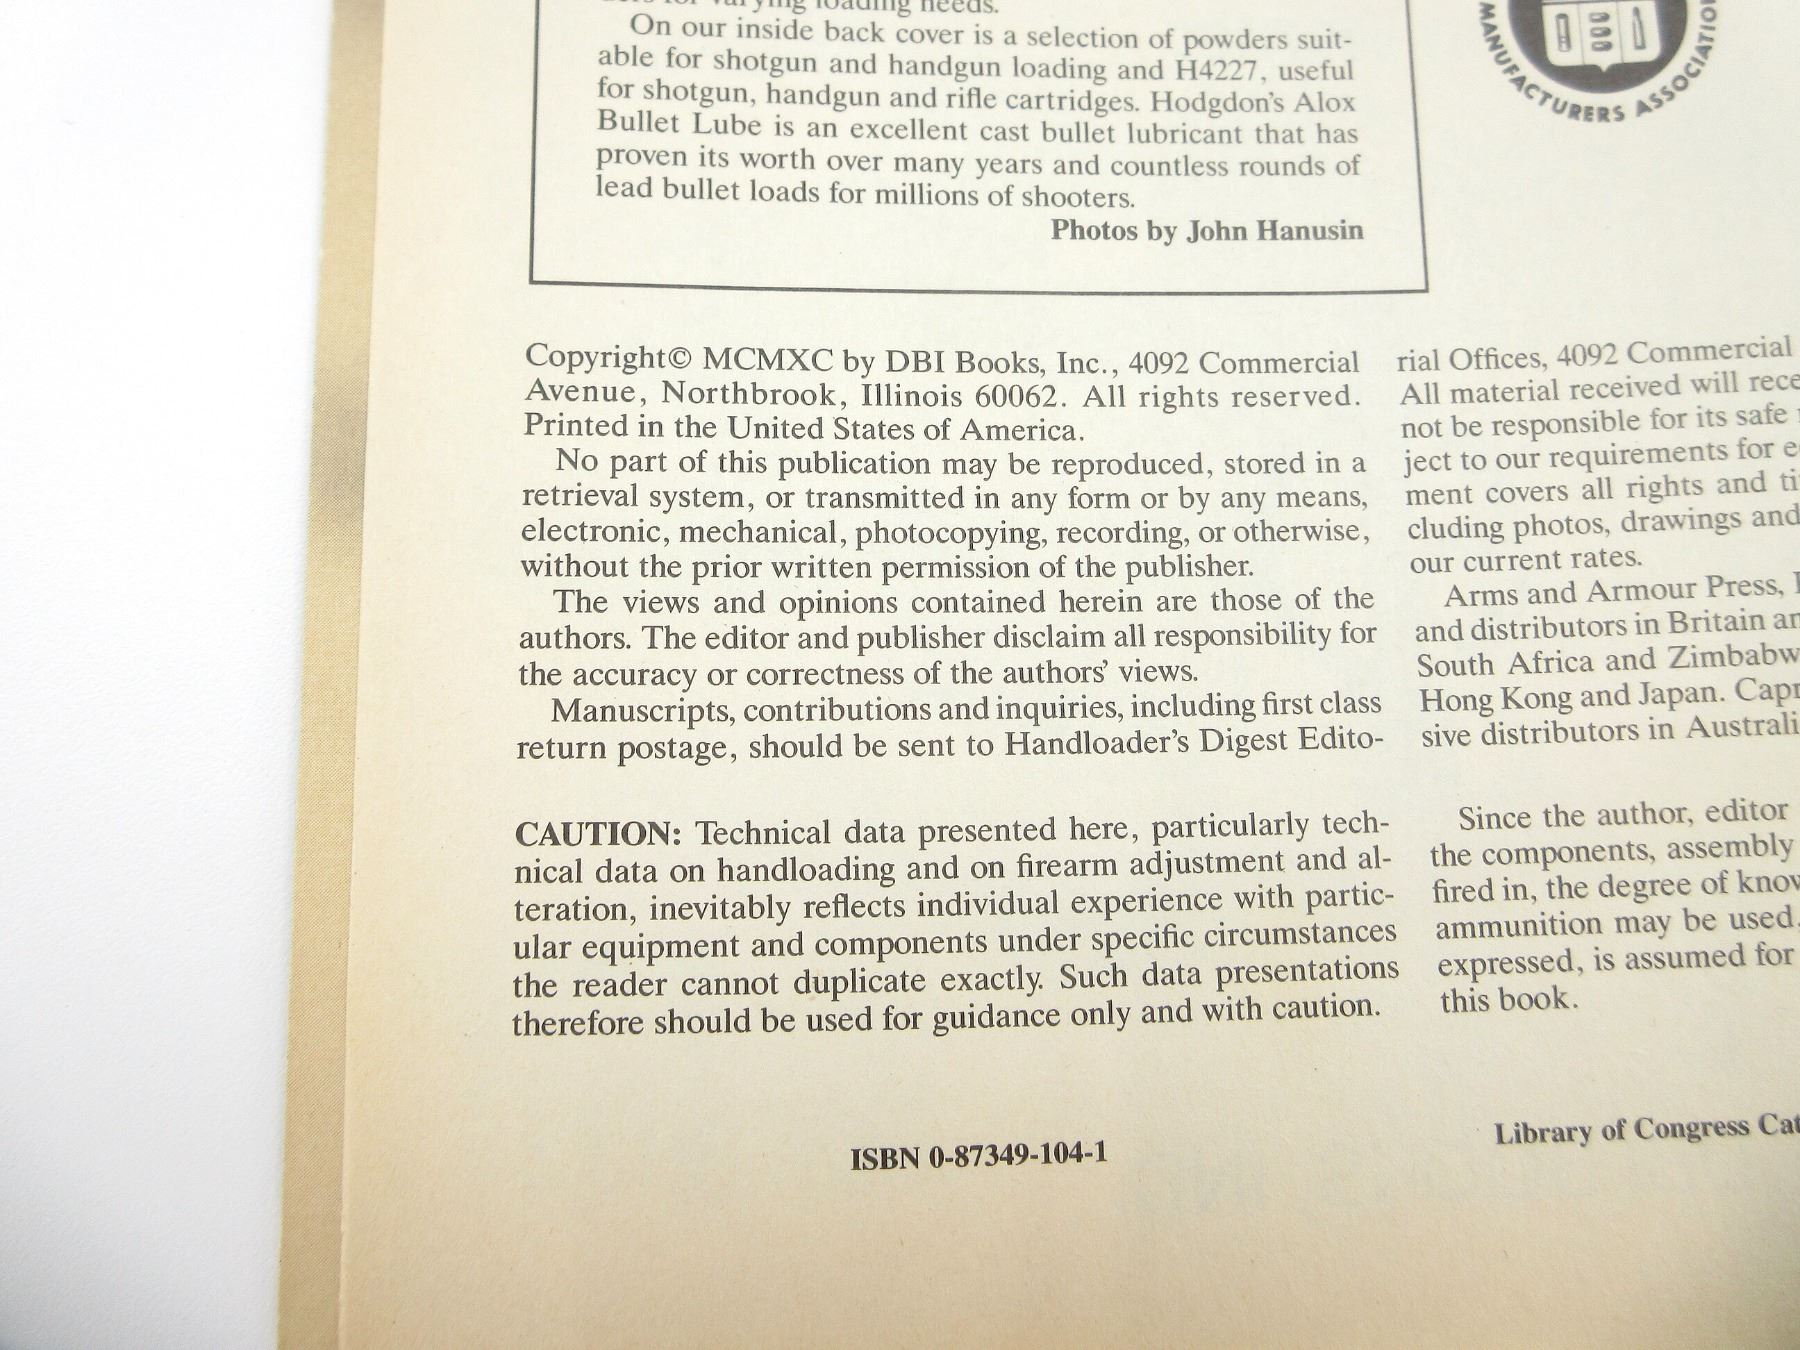 loading needs.
On our inside back cover is a selection of powders suit-
able for shotgun and handgun loading and H4227, useful
for shotgun, handgun and rifle cartridges. Hodgdon's Alox
Bullet Lube is an excellent cast bullet lubricant that has
proven its worth over many years and countless rounds of
lead bullet loads for millions of shooters.
Photos by John Hanusin
MANUFACTURERS ASSOCIATION
Copyright© MCMXC by DBI Books, Inc., 4092 Commercial
Avenue, Northbrook, Illinois 60062. All rights reserved.
Printed in the United States of America.
No part of this publication may be reproduced, stored in a
retrieval system, or transmitted in any form or by any means,
electronic, mechanical, photocopying, recording, or otherwise,
without the prior written permission of the publisher.
The views and opinions contained herein are those of the
authors. The editor and publisher disclaim all responsibility for
the accuracy or correctness of the authors' views.
Manuscripts, contributions and inquiries, including first class
return postage, should be sent to Handloader's Digest Edito-
rial Offices, 4092 Commercial
All material received will rece
not be responsible for its safe
ject to our requirements for e
ment covers all rights and ti
cluding photos, drawings and
our current rates.
Arms and Armour Press,
and distributors in Britain an
South Africa and Zimbabw
Hong Kong and Japan. Capr
sive distributors in Australi
CAUTION: Technical data presented here, particularly tech-
nical data on handloading and on firearm adjustment and al-
teration, inevitably reflects individual experience with partic-
ular equipment and components under specific circumstances
the reader cannot duplicate exactly. Such data presentations
therefore should be used for guidance only and with caution.
Since the author, editor
the components, assembly
fired in, the degree of know
ammunition may be used,
expressed, is assumed for
this book.
ISBN 0-87349-104-1
Library of Congress Cat